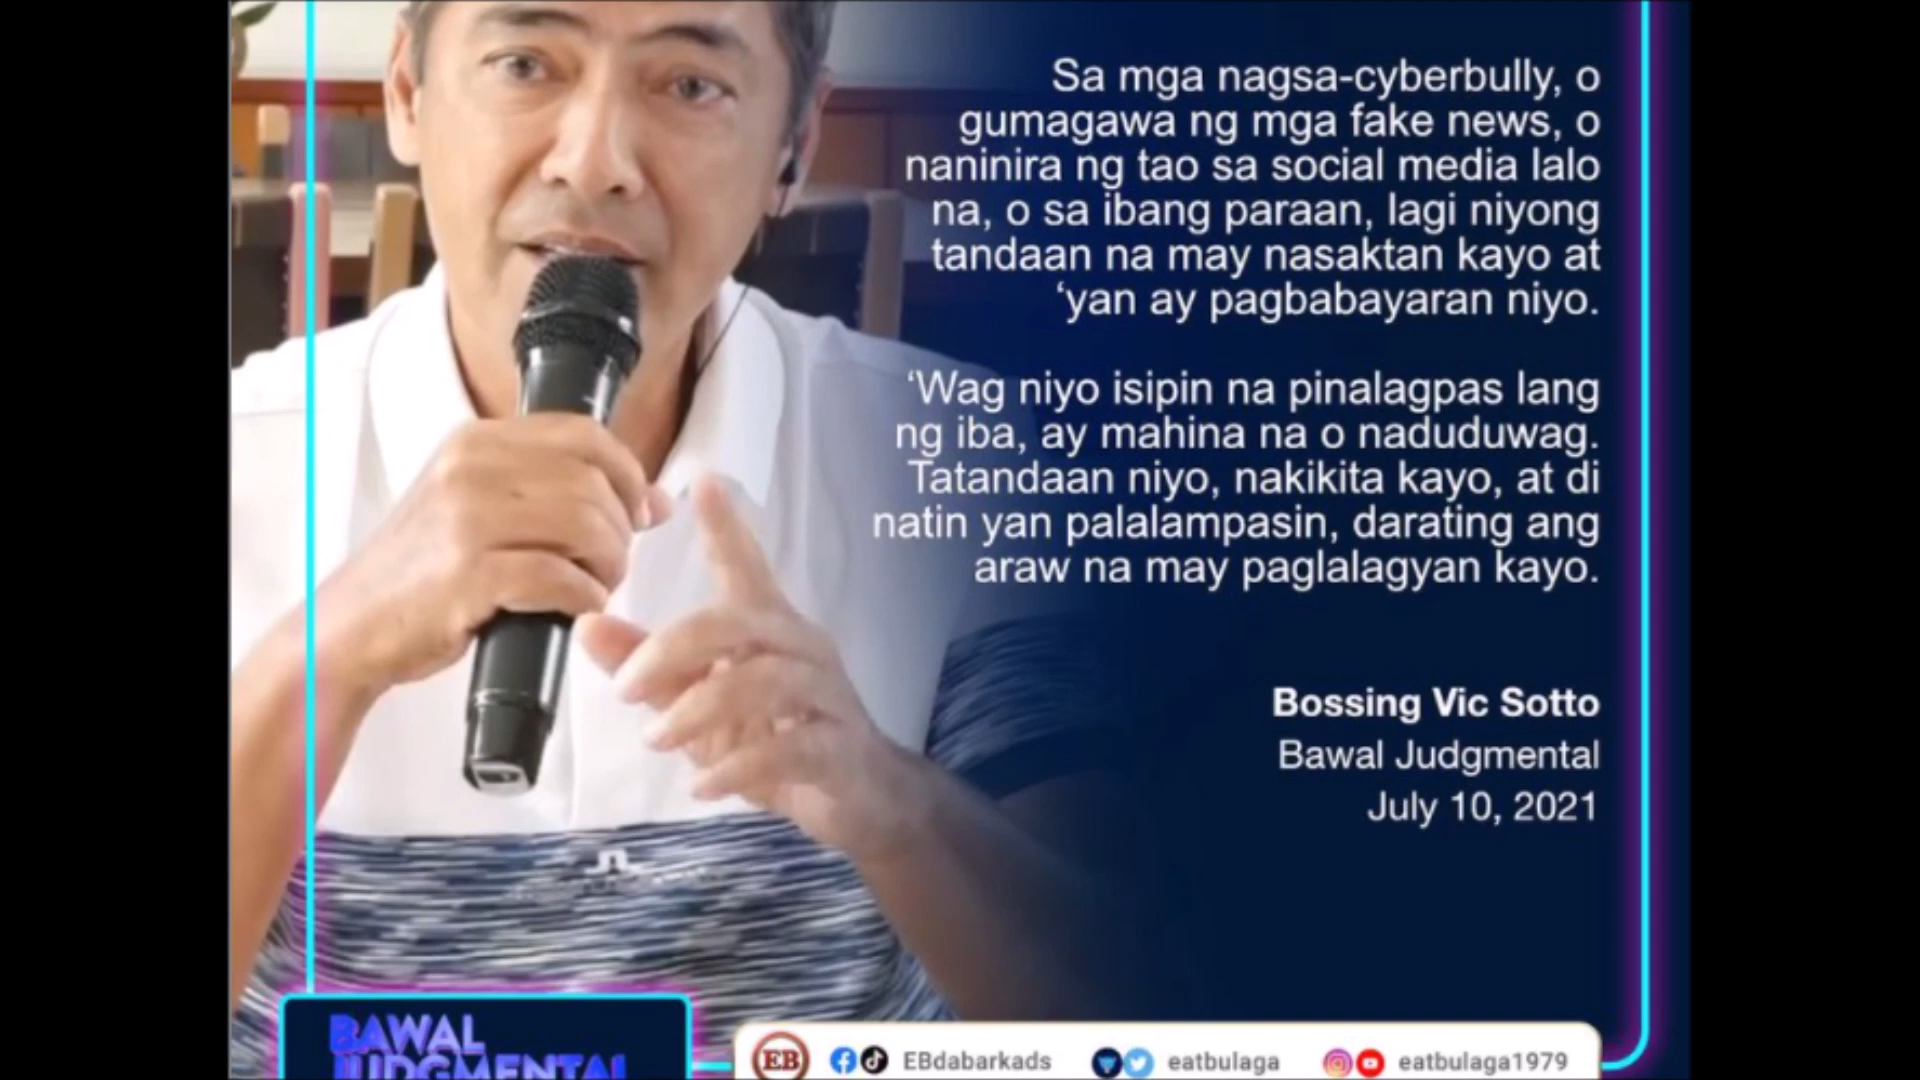 Sa mga nagsa-cyberbully, o
gumagawa ng mga fake news, o
naninira ng tao sa social media lalo
na, o sa ibang paraan, lagi niyong
tandaan na may nasaktan kayo at
‘yan ay pagbabayaran niyo.
‘Wag niyo isipin na pinalagpas lang
ng iba, ay mahina na o naduduwag.
Tatandaan niyo, nakikita kayo, at di
natin yan palalampasin, darating ang
araw na may paglalagyan kayo.
Bossing Vic Sotto
Bawal Judgmental
July 10, 2021
BAWAL
JUDGMENTAL
EB EBdabarkads eatbulaga eatbulaga1979